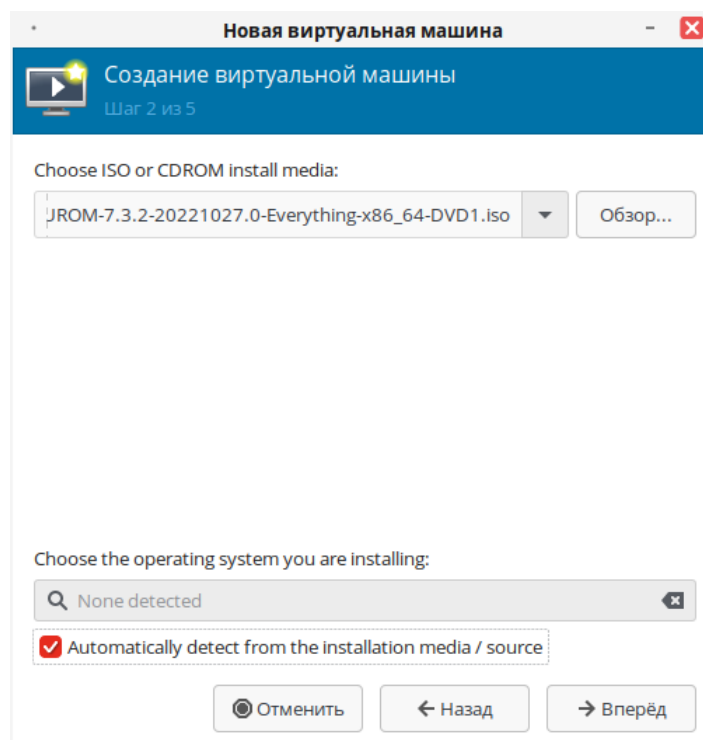 Новая виртуальная машина
Создание виртуальной машины
Шаг 2 из 5
Choose ISO or CDROM install media:
JROM-7.3.2-20221027.0-Everything-x86_64-DVD1.iso
Обзор...
Choose the operating system you are installing:
None detected
Automatically detect from the installation media / source
Отменить
Назад
Вперёд